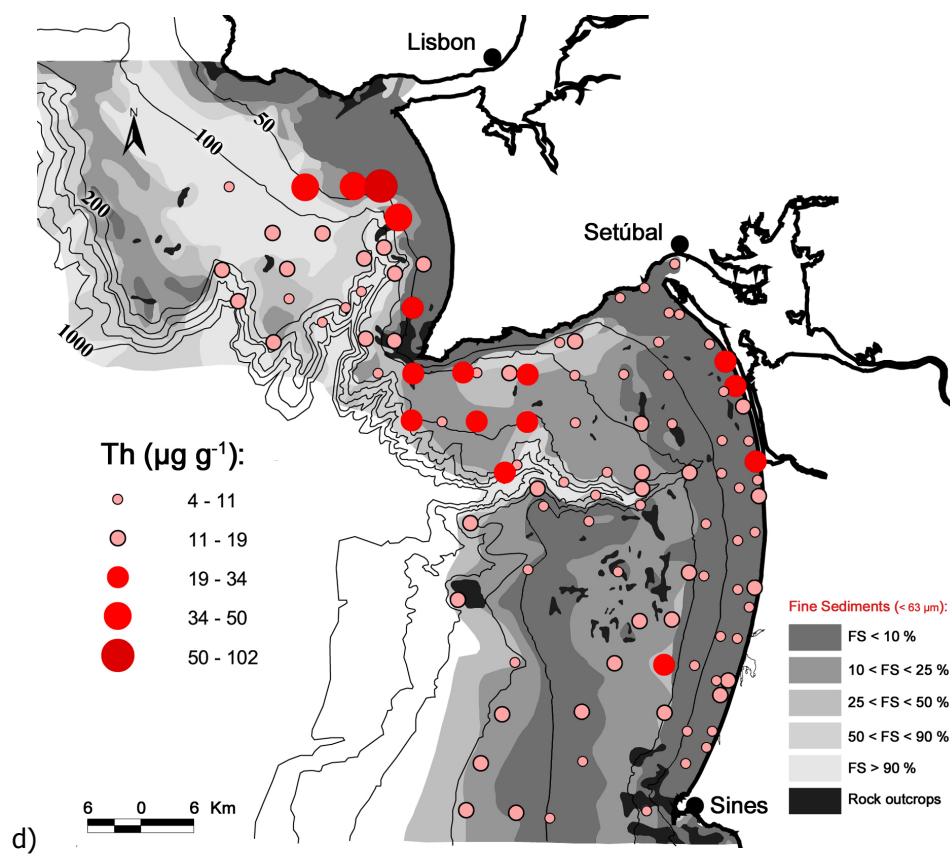 Lisbon
N
50
100
200
Setúbal
1000
Th (µg g-1):
4 - 11
11 - 19
19 - 34
34 - 50
50 - 102
Fine Sediments (< 63 µm):
FS < 10 %
10 < FS < 25 %
25 < FS < 50 %
50 < FS < 90 %
FS > 90 %
Rock outcrops
6 0 6 Km
Sines
d)